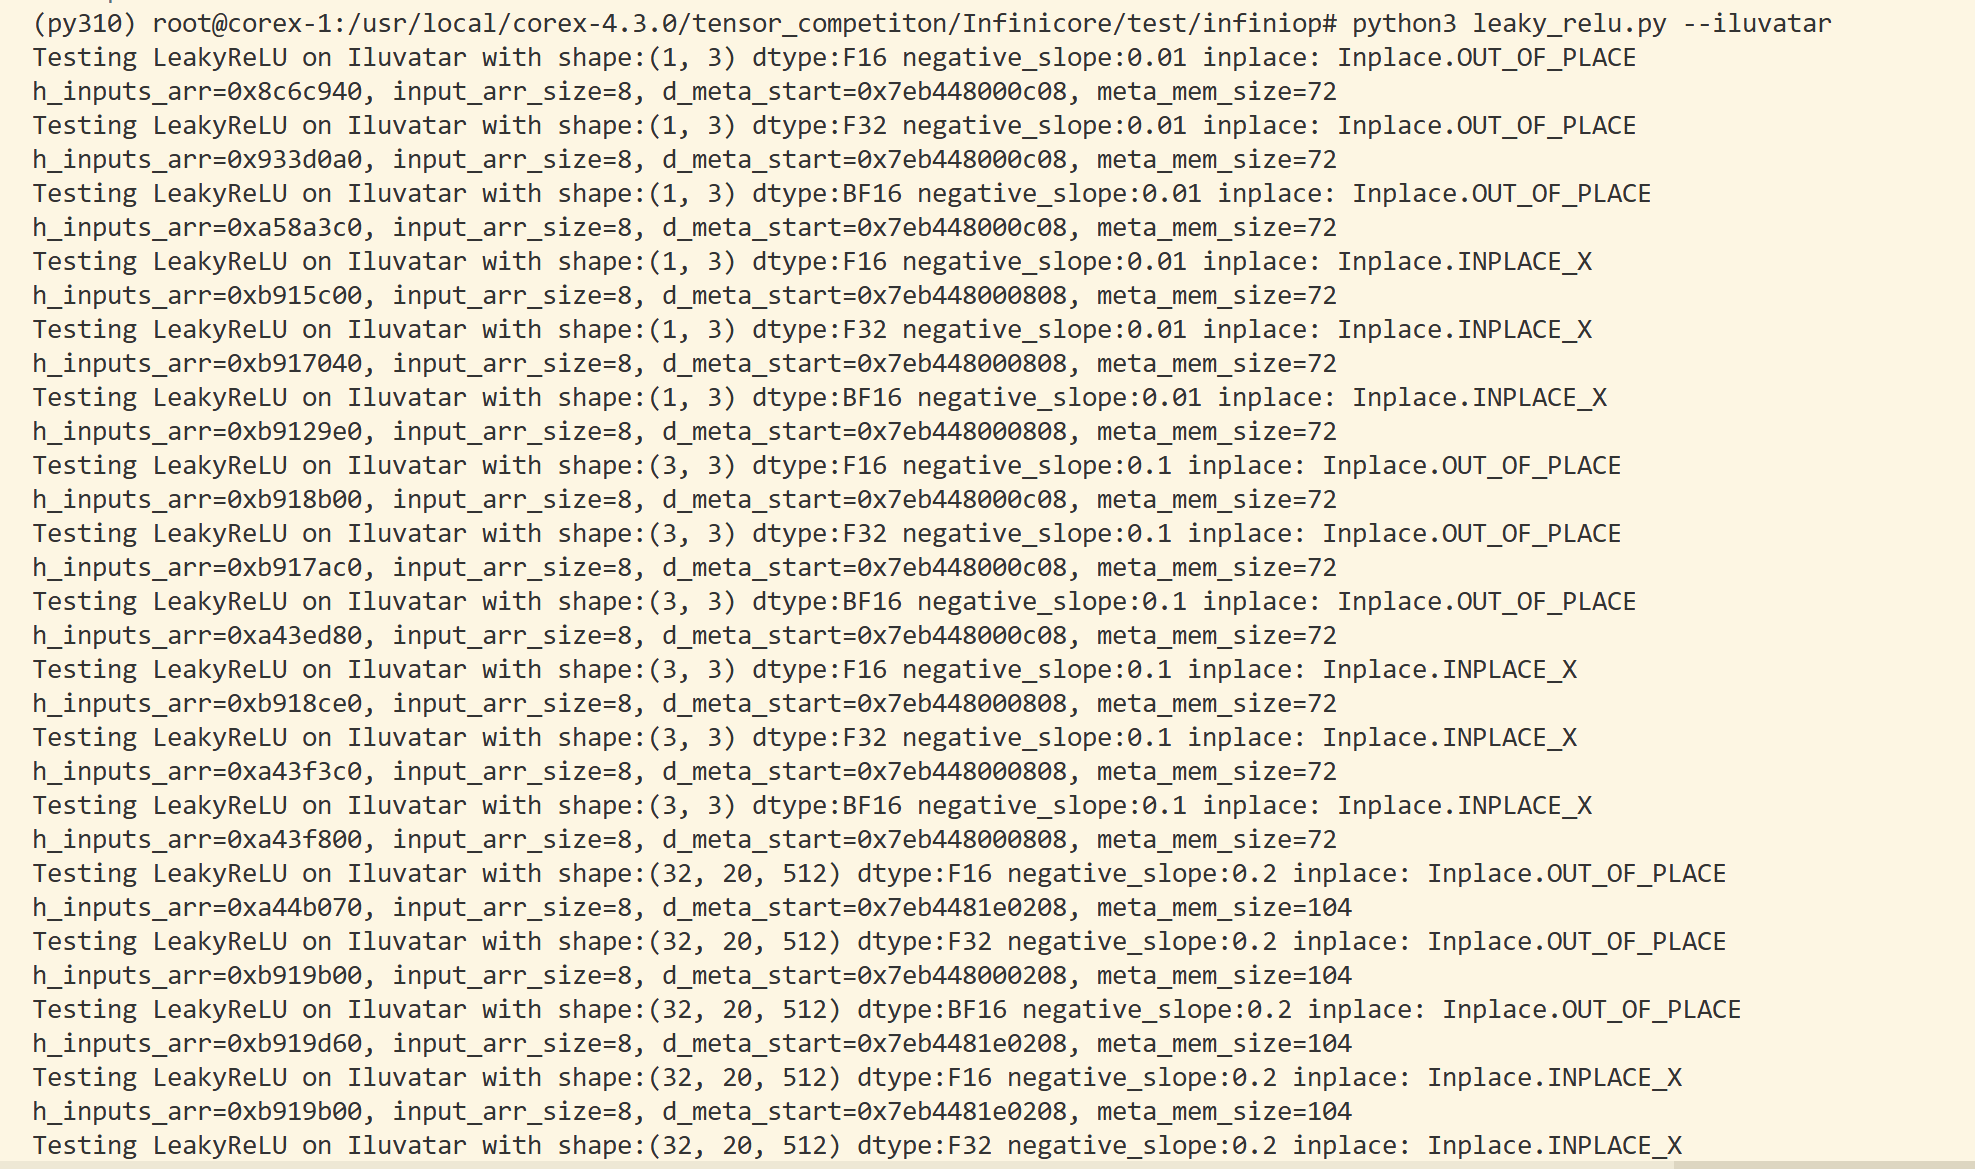 (py310) root@corex-1:/usr/local/corex-4.3.0/tensor_competiton/Infinicore/test/infiniop# python3 leaky_relu.py --iluvatar
Testing LeakyReLU on Iluvatar with shape:(1, 3) dtype:F16 negative_slope:0.01 inplace: Inplace.OUT_OF_PLACE
h_inputs_arr=0x8c6c940, input_arr_size=8, d_meta_start=0x7eb448000c08, meta_mem_size=72
Testing LeakyReLU on Iluvatar with shape:(1, 3) dtype:F32 negative_slope:0.01 inplace: Inplace.OUT_OF_PLACE
h_inputs_arr=0x933d0a0, input_arr_size=8, d_meta_start=0x7eb448000c08, meta_mem_size=72
Testing LeakyReLU on Iluvatar with shape:(1, 3) dtype:BF16 negative_slope:0.01 inplace: Inplace.OUT_OF_PLACE
h_inputs_arr=0xa58a3c0, input_arr_size=8, d_meta_start=0x7eb448000c08, meta_mem_size=72
Testing LeakyReLU on Iluvatar with shape:(1, 3) dtype:F16 negative_slope:0.01 inplace: Inplace.INPLACE_X
h_inputs_arr=0xb915c00, input_arr_size=8, d_meta_start=0x7eb448000808, meta_mem_size=72
Testing LeakyReLU on Iluvatar with shape:(1, 3) dtype:F32 negative_slope:0.01 inplace: Inplace.INPLACE_X
h_inputs_arr=0xb917040, input_arr_size=8, d_meta_start=0x7eb448000808, meta_mem_size=72
Testing LeakyReLU on Iluvatar with shape:(1, 3) dtype:BF16 negative_slope:0.01 inplace: Inplace.INPLACE_X
h_inputs_arr=0xb9129e0, input_arr_size=8, d_meta_start=0x7eb448000808, meta_mem_size=72
Testing LeakyReLU on Iluvatar with shape:(3, 3) dtype:F16 negative_slope:0.1 inplace: Inplace.OUT_OF_PLACE
h_inputs_arr=0xb918b00, input_arr_size=8, d_meta_start=0x7eb448000c08, meta_mem_size=72
Testing LeakyReLU on Iluvatar with shape:(3, 3) dtype:F32 negative_slope:0.1 inplace: Inplace.OUT_OF_PLACE
h_inputs_arr=0xb917ac0, input_arr_size=8, d_meta_start=0x7eb448000c08, meta_mem_size=72
Testing LeakyReLU on Iluvatar with shape:(3, 3) dtype:BF16 negative_slope:0.1 inplace: Inplace.OUT_OF_PLACE
h_inputs_arr=0xa43ed80, input_arr_size=8, d_meta_start=0x7eb448000c08, meta_mem_size=72
Testing LeakyReLU on Iluvatar with shape:(3, 3) dtype:F16 negative_slope:0.1 inplace: Inplace.INPLACE_X
h_inputs_arr=0xb918ce0, input_arr_size=8, d_meta_start=0x7eb448000808, meta_mem_size=72
Testing LeakyReLU on Iluvatar with shape:(3, 3) dtype:F32 negative_slope:0.1 inplace: Inplace.INPLACE_X
h_inputs_arr=0xa43f3c0, input_arr_size=8, d_meta_start=0x7eb448000808, meta_mem_size=72
Testing LeakyReLU on Iluvatar with shape:(3, 3) dtype:BF16 negative_slope:0.1 inplace: Inplace.INPLACE_X
h_inputs_arr=0xa43f800, input_arr_size=8, d_meta_start=0x7eb448000808, meta_mem_size=72
Testing LeakyReLU on Iluvatar with shape:(32, 20, 512) dtype:F16 negative_slope:0.2 inplace: Inplace.OUT_OF_PLACE
h_inputs_arr=0xa44b070, input_arr_size=8, d_meta_start=0x7eb4481e0208, meta_mem_size=104
Testing LeakyReLU on Iluvatar with shape:(32, 20, 512) dtype:F32 negative_slope:0.2 inplace: Inplace.OUT_OF_PLACE
h_inputs_arr=0xb919b00, input_arr_size=8, d_meta_start=0x7eb448000208, meta_mem_size=104
Testing LeakyReLU on Iluvatar with shape:(32, 20, 512) dtype:BF16 negative_slope:0.2 inplace: Inplace.OUT_OF_PLACE
h_inputs_arr=0xb919d60, input_arr_size=8, d_meta_start=0x7eb4481e0208, meta_mem_size=104
Testing LeakyReLU on Iluvatar with shape:(32, 20, 512) dtype:F16 negative_slope:0.2 inplace: Inplace.INPLACE_X
h_inputs_arr=0xb919b00, input_arr_size=8, d_meta_start=0x7eb4481e0208, meta_mem_size=104
Testing LeakyReLU on Iluvatar with shape:(32, 20, 512) dtype:F32 negative_slope:0.2 inplace: Inplace.INPLACE_X